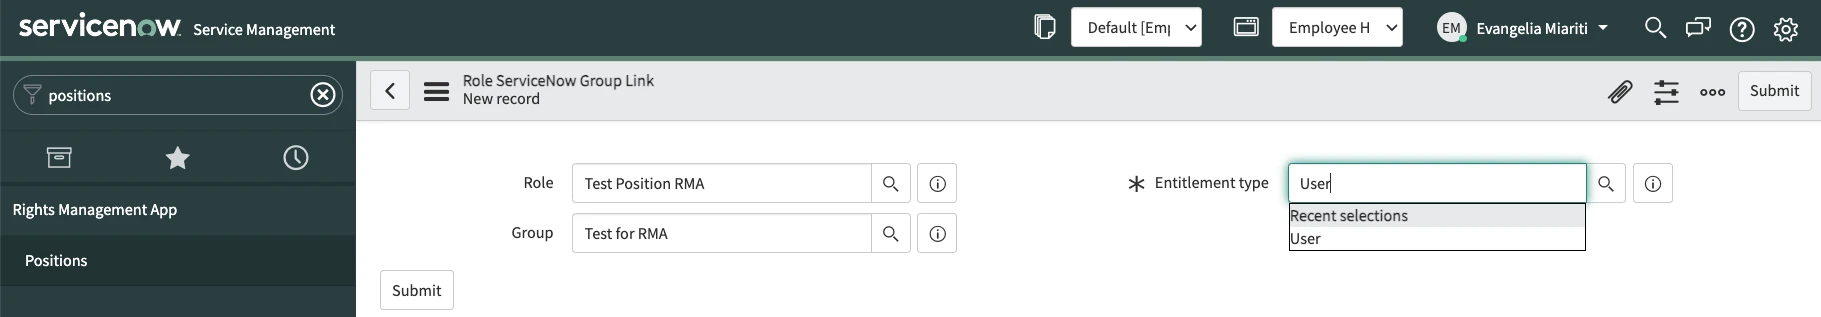 servicenow Service Management
Default [Emp
Employee H
EM Evangelia Miariti
positions
Role ServiceNow Group Link
New record
Submit
Rights Management App
Positions
Role Test Position RMA
Entitlement type User
Recent selections
User
Group Test for RMA
Submit